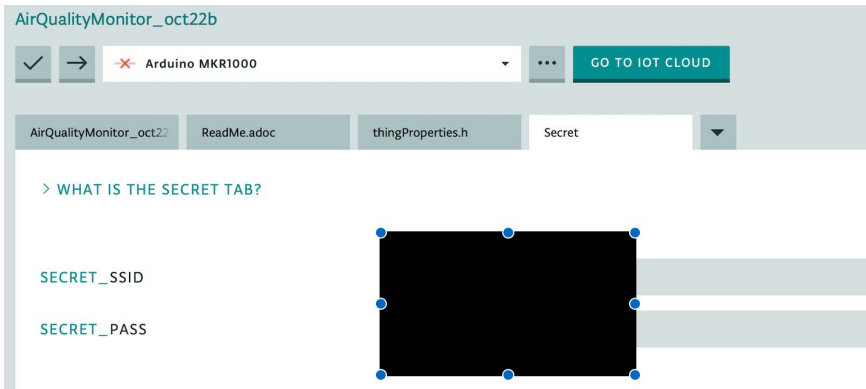 AirQualityMonitor_oct22b
Arduino MKR1000
GO TO IOT CLOUD
AirQualityMonitor_oct22
ReadMe.adoc
thingProperties.h
Secret
> WHAT IS THE SECRET TAB?
SECRET_SSID
SECRET_PASS